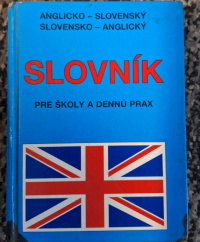 ANGLICKO – SLOVENSKÝ
SLOVENSKO – ANGLICKÝ
SLOVNÍK
PRE ŠKOLY A DENNÚ PRAX